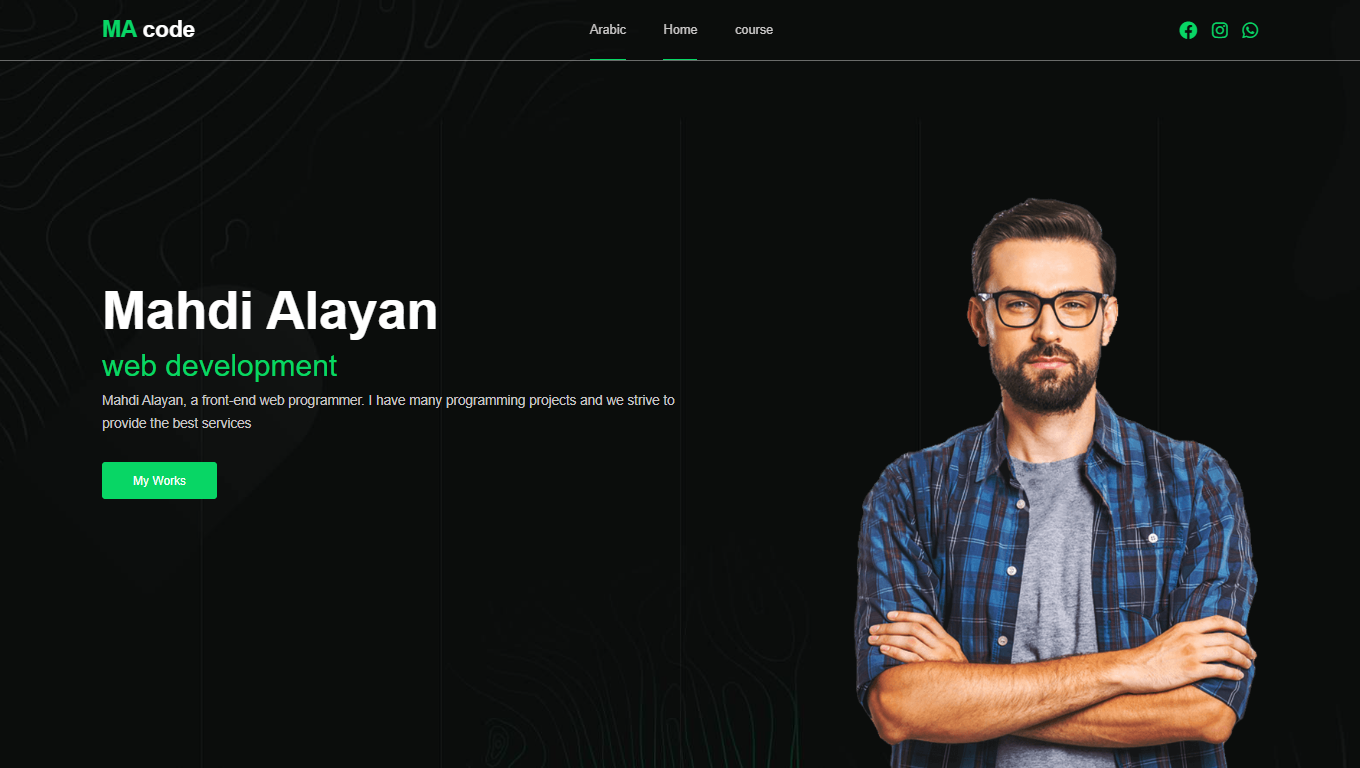 MA code
Arabic
Home
course
Mahdi Alayan
web development
Mahdi Alayan, a front-end web programmer. I have many programming projects and we strive to
provide the best services
My Works